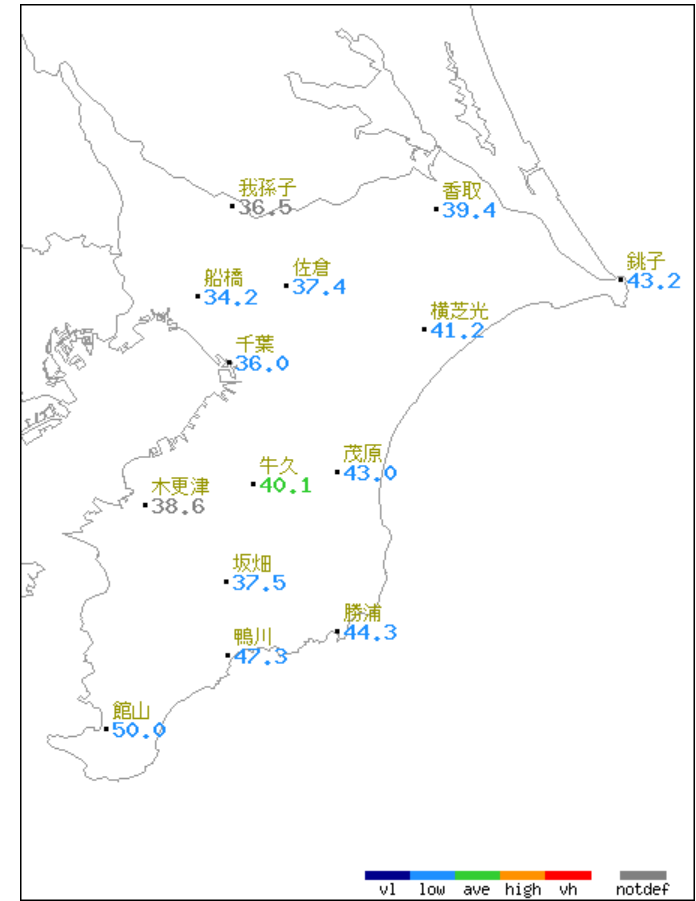 我孫子
36.5
香取
39.4
銚子
43.2
船橋
34.2
佐倉
37.4
横芝光
41.2
千葉
36.0
茂原
43.0
牛久
40.1
木更津
38.6
坂畑
37.5
勝浦
44.3
鴨川
47.3
館山
50.0
vl low ave high vh notdef